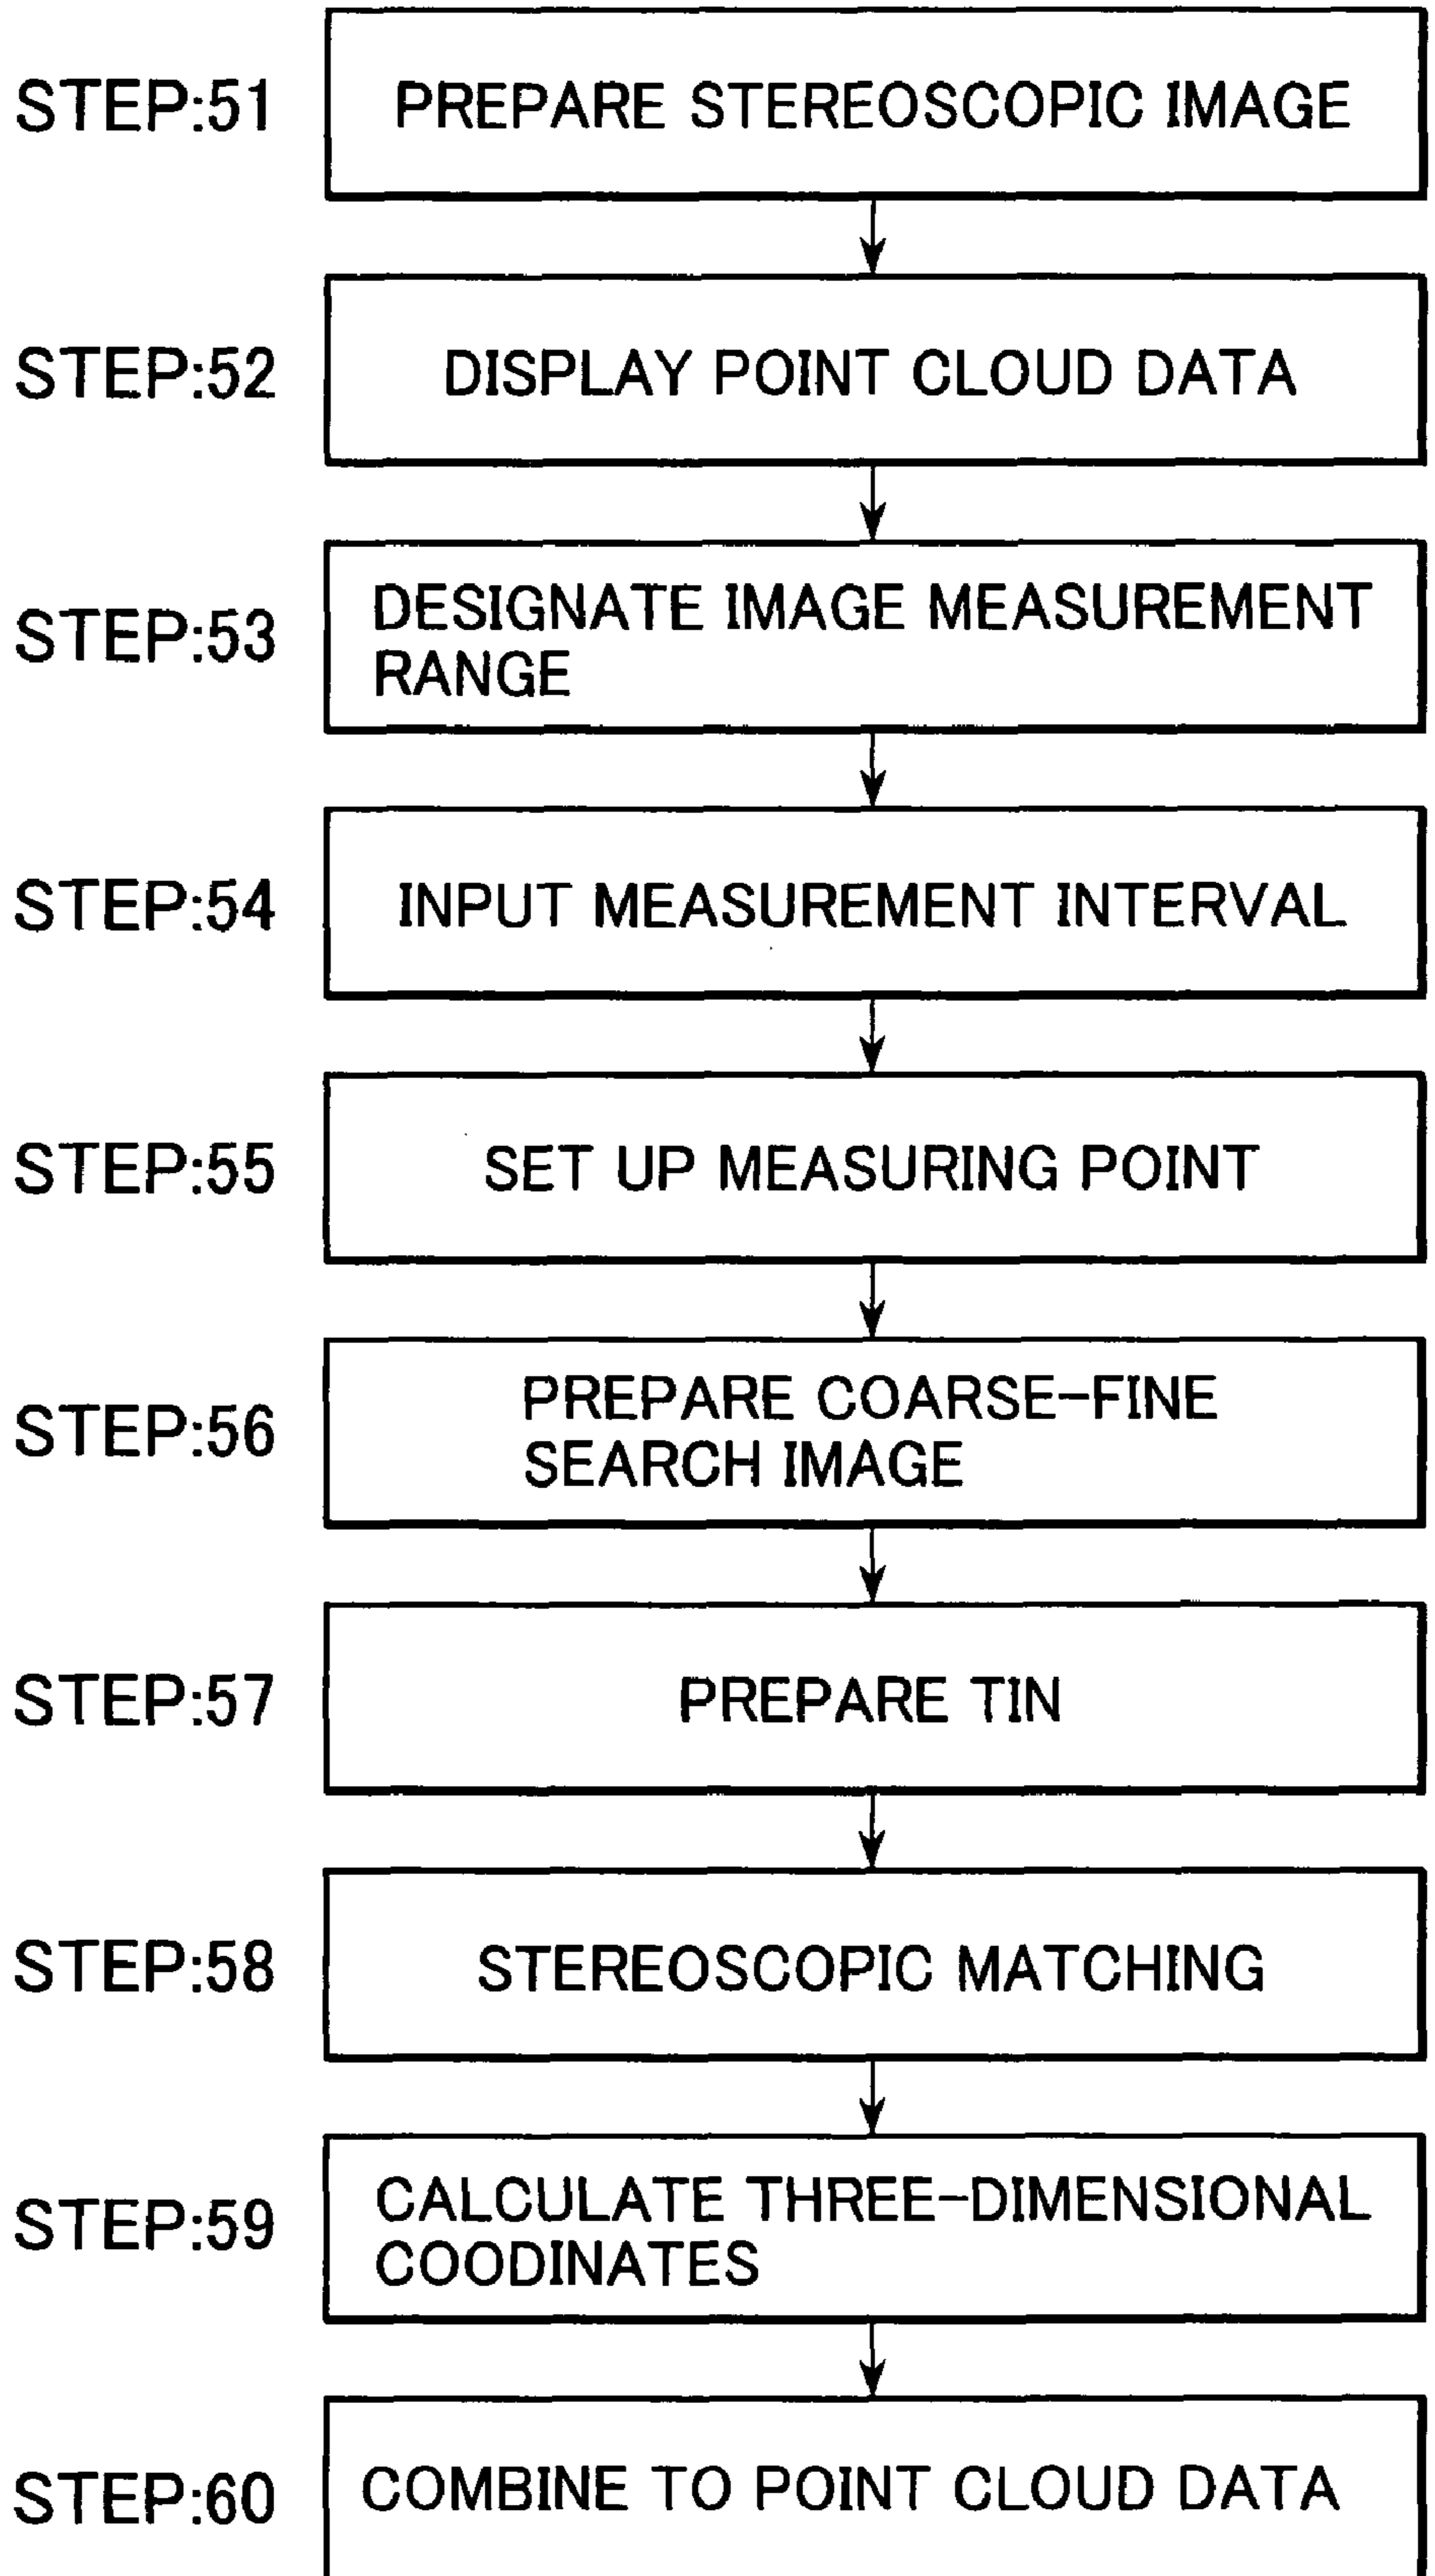 STEP:51
PREPARE STEREOSCOPIC IMAGE
STEP:52
DISPLAY POINT CLOUD DATA
STEP:53
DESIGNATE IMAGE MEASUREMENT
RANGE
STEP:54
INPUT MEASUREMENT INTERVAL
STEP:55
SET UP MEASURING POINT
STEP:56
PREPARE COARSE-FINE
SEARCH IMAGE
STEP:57
PREPARE TIN
STEP:58
STEREOSCOPIC MATCHING
STEP:59
CALCULATE THREE-DIMENSIONAL
COODINATES
STEP:60
COMBINE TO POINT CLOUD DATA